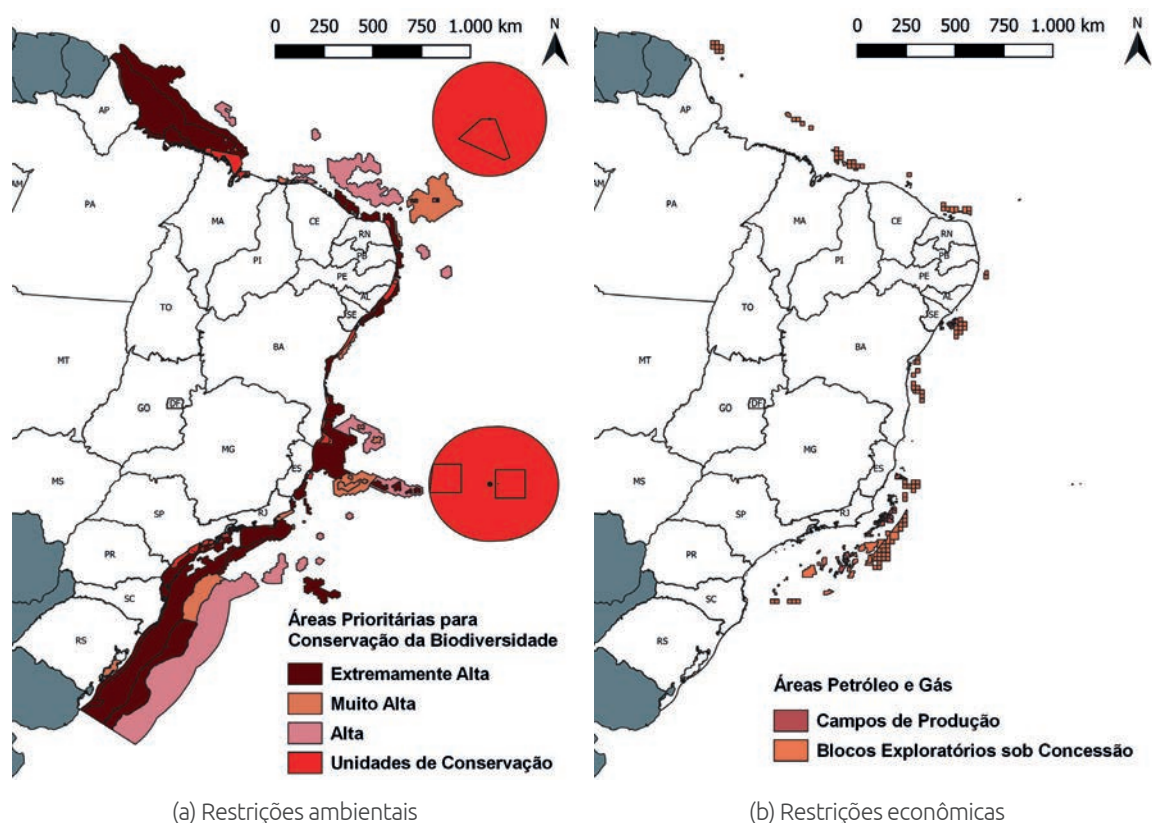 0 250 500 750 1.000 km
N
AP
AM
PA
MA
CE
RN
PB
PI
PE
AL
SE
TO
BA
MT
GO
DF
MG
ES
MS
SP
RJ
PR
SC
RS
Áreas Prioritárias para
Conservação da Biodiversidade
Extremamente Alta
Muito Alta
Alta
Unidades de Conservação
(a) Restrições ambientais
0 250 500 750 1.000 km
N
AP
AM
PA
MA
CE
RN
PB
PI
PE
AL
SE
TO
BA
MT
GO
DF
MG
ES
MS
SP
RJ
PR
SC
RS
Áreas Petróleo e Gás
Campos de Produção
Blocos Exploratórios sob Concessão
(b) Restrições econômicas